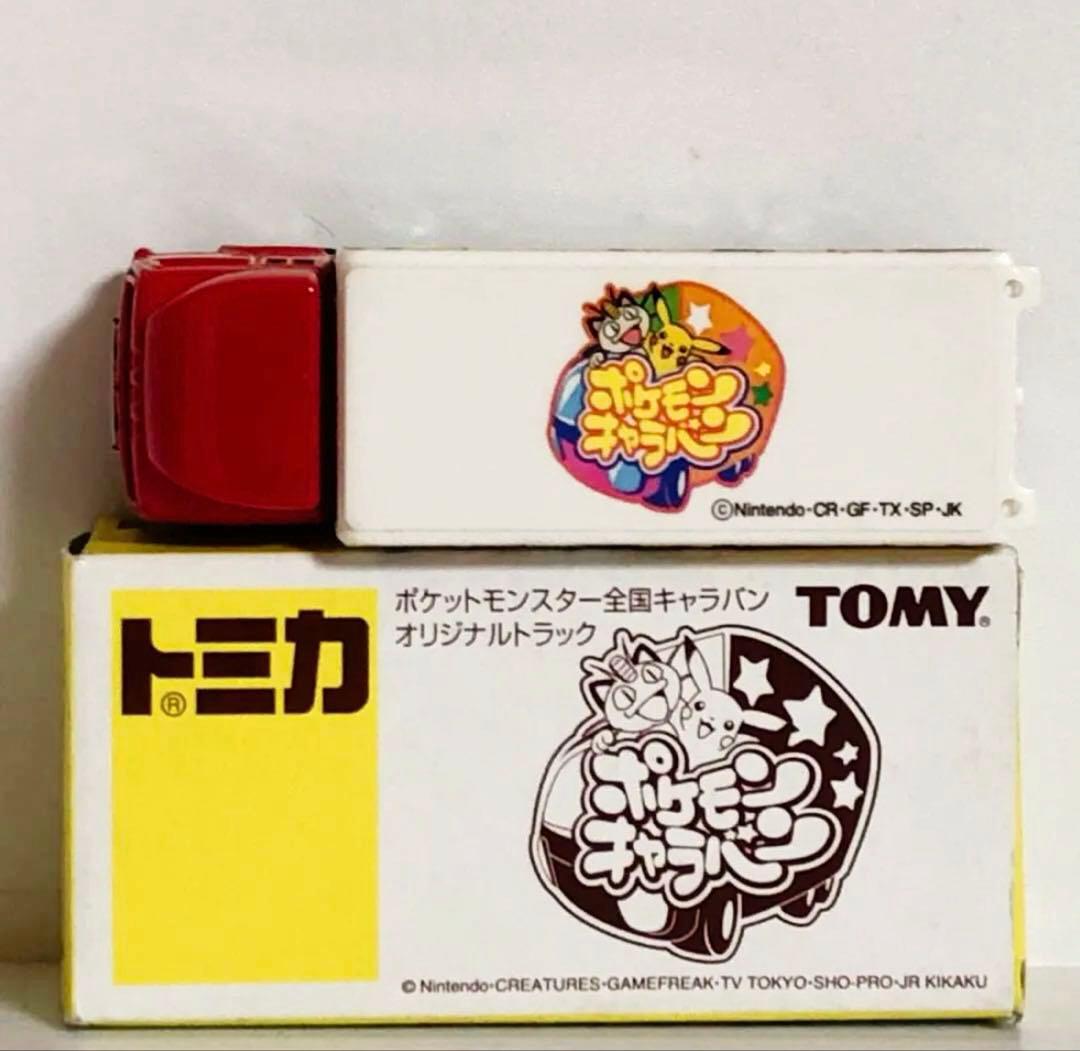 ポケモン
キャラバン
©Nintendo・CR・GF・TX・SP・JK
トミカ®
ポケットモンスター全国キャラバン
オリジナルトラック
TOMY®
ポケモン
キャラバン
© Nintendo・CREATURES・GAMEFREAK・TV TOKYO・SHO-PRO・JR KIKAKU